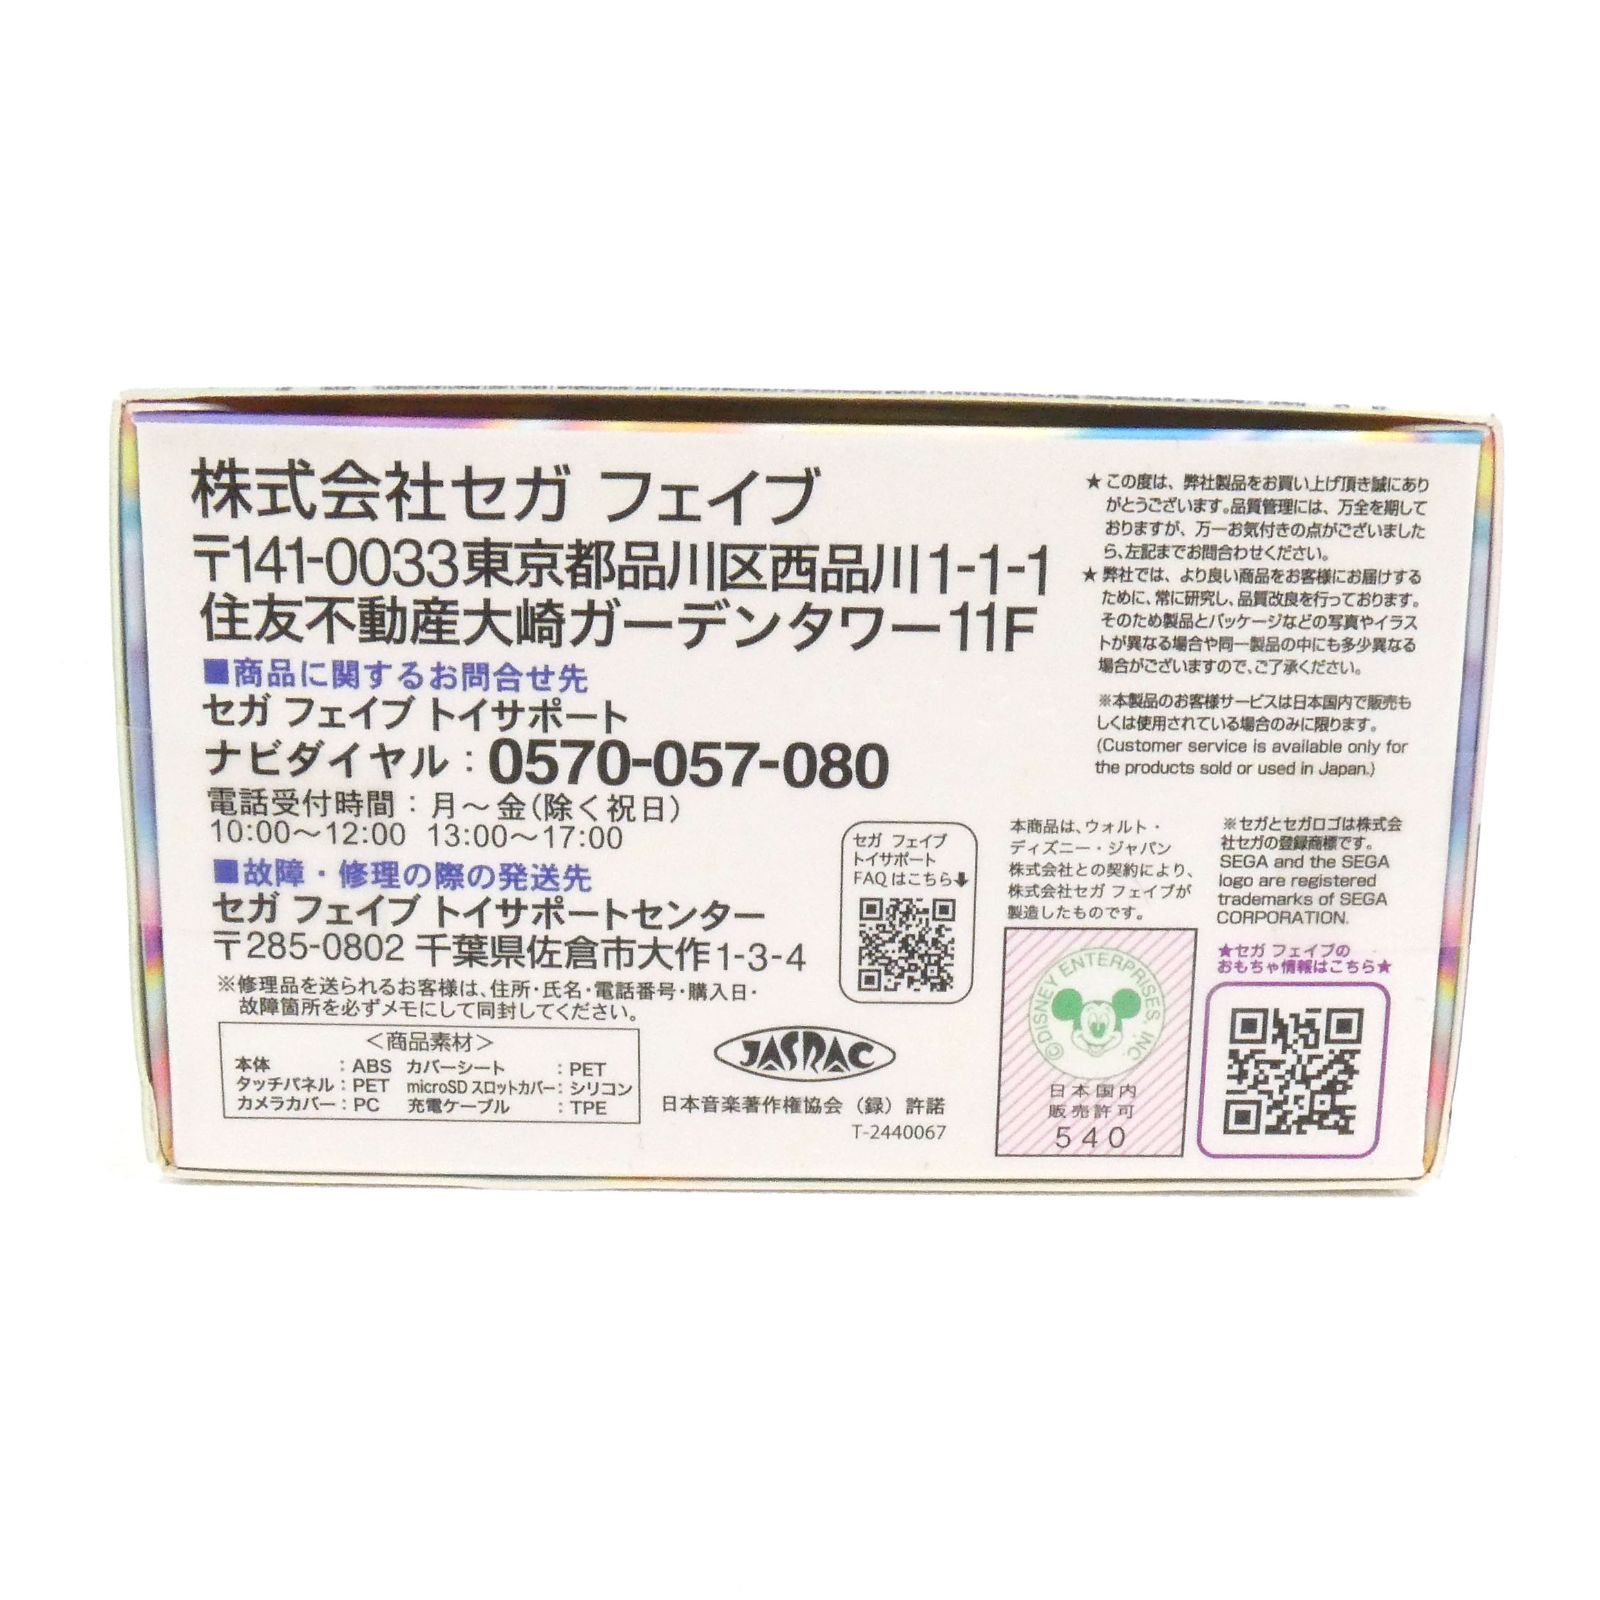 株式会社セガ フェイブ
〒141-0033東京都品川区西品川1-1-1
住友不動産大崎ガーデンタワー11F
■商品に関するお問合せ先
セガ フェイブ トイサポート
ナビダイヤル：0570-057-080
電話受付時間：月～金(除く祝日)
10:00～12:00 13:00～17:00
■故障・修理の際の発送先
セガ フェイブ トイサポートセンター
〒285-0802 千葉県佐倉市大作1-3-4
※修理品を送られるお客様は、住所・氏名・電話番号・購入日・
故障箇所を必ずメモにして同封してください。
＜商品素材＞
本体：ABS カバーシート：PET
タッチパネル：PET microSDスロットカバー：シリコン
カメラカバー：PC 充電ケーブル：TPE
セガ フェイブ
トイサポート
FAQはこちら↓
JASRAC
日本音楽著作権協会（録）許諾
T-2440067
★この度は、弊社製品をお買い上げ頂き誠にあり
がとうございます。品質管理には、万全を期して
おりますが、万一お気付きの点がございました
ら、左記までお問合わせください。
★弊社では、より良い商品をお客様にお届けする
ために、常に研究し、品質改良を行っております。
そのため製品とパッケージなどの写真やイラス
トが異なる場合や同一製品の中にも多少異なる
場合がございますので、ご了承ください。
※本製品のお客様サービスは日本国内で販売も
しくは使用されている場合のみに限ります。
(Customer service is available only for
the products sold or used in Japan.)
本商品は、ウォルト・
ディズニー・ジャパン
株式会社との契約により、
株式会社セガ フェイブが
製造したものです。
©DISNEY ENTERPRISES INC
日本国内
販売許可
540
※セガとセガロゴは株式会
社セガの登録商標です。
SEGA and the SEGA
logo are registered
trademarks of SEGA
CORPORATION.
★セガ フェイブの
おもちゃ情報はこちら★